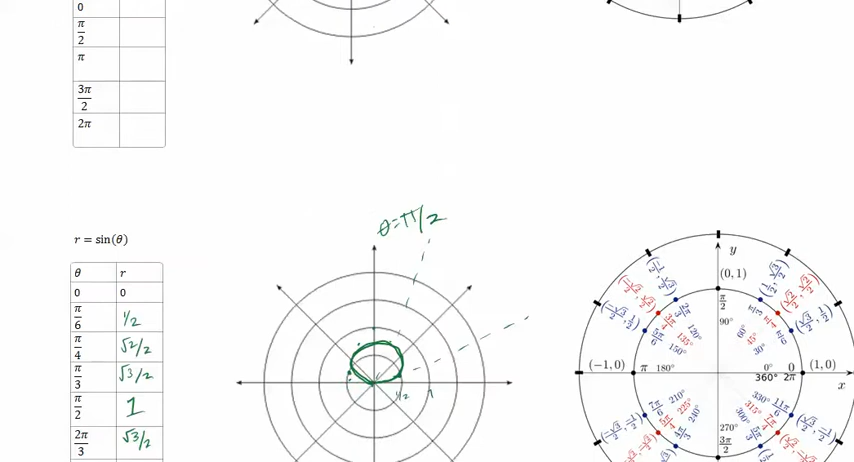 0
π/2
π
3π/2
2π
θ=π/2
r = sin(θ)
θ r
0 0
π/6 1/2
π/4 √2/2
π/3 √3/2
π/2 1
2π/3 √3/2
1/2 1
y
(0, 1)
π/2
90°
120° 60°
135° 45°
150° 30°
(−1, 0) π 180° 0° 0 (1, 0)
360° 2π x
210° 330°
225° 315°
240° 300°
270°
3π/2